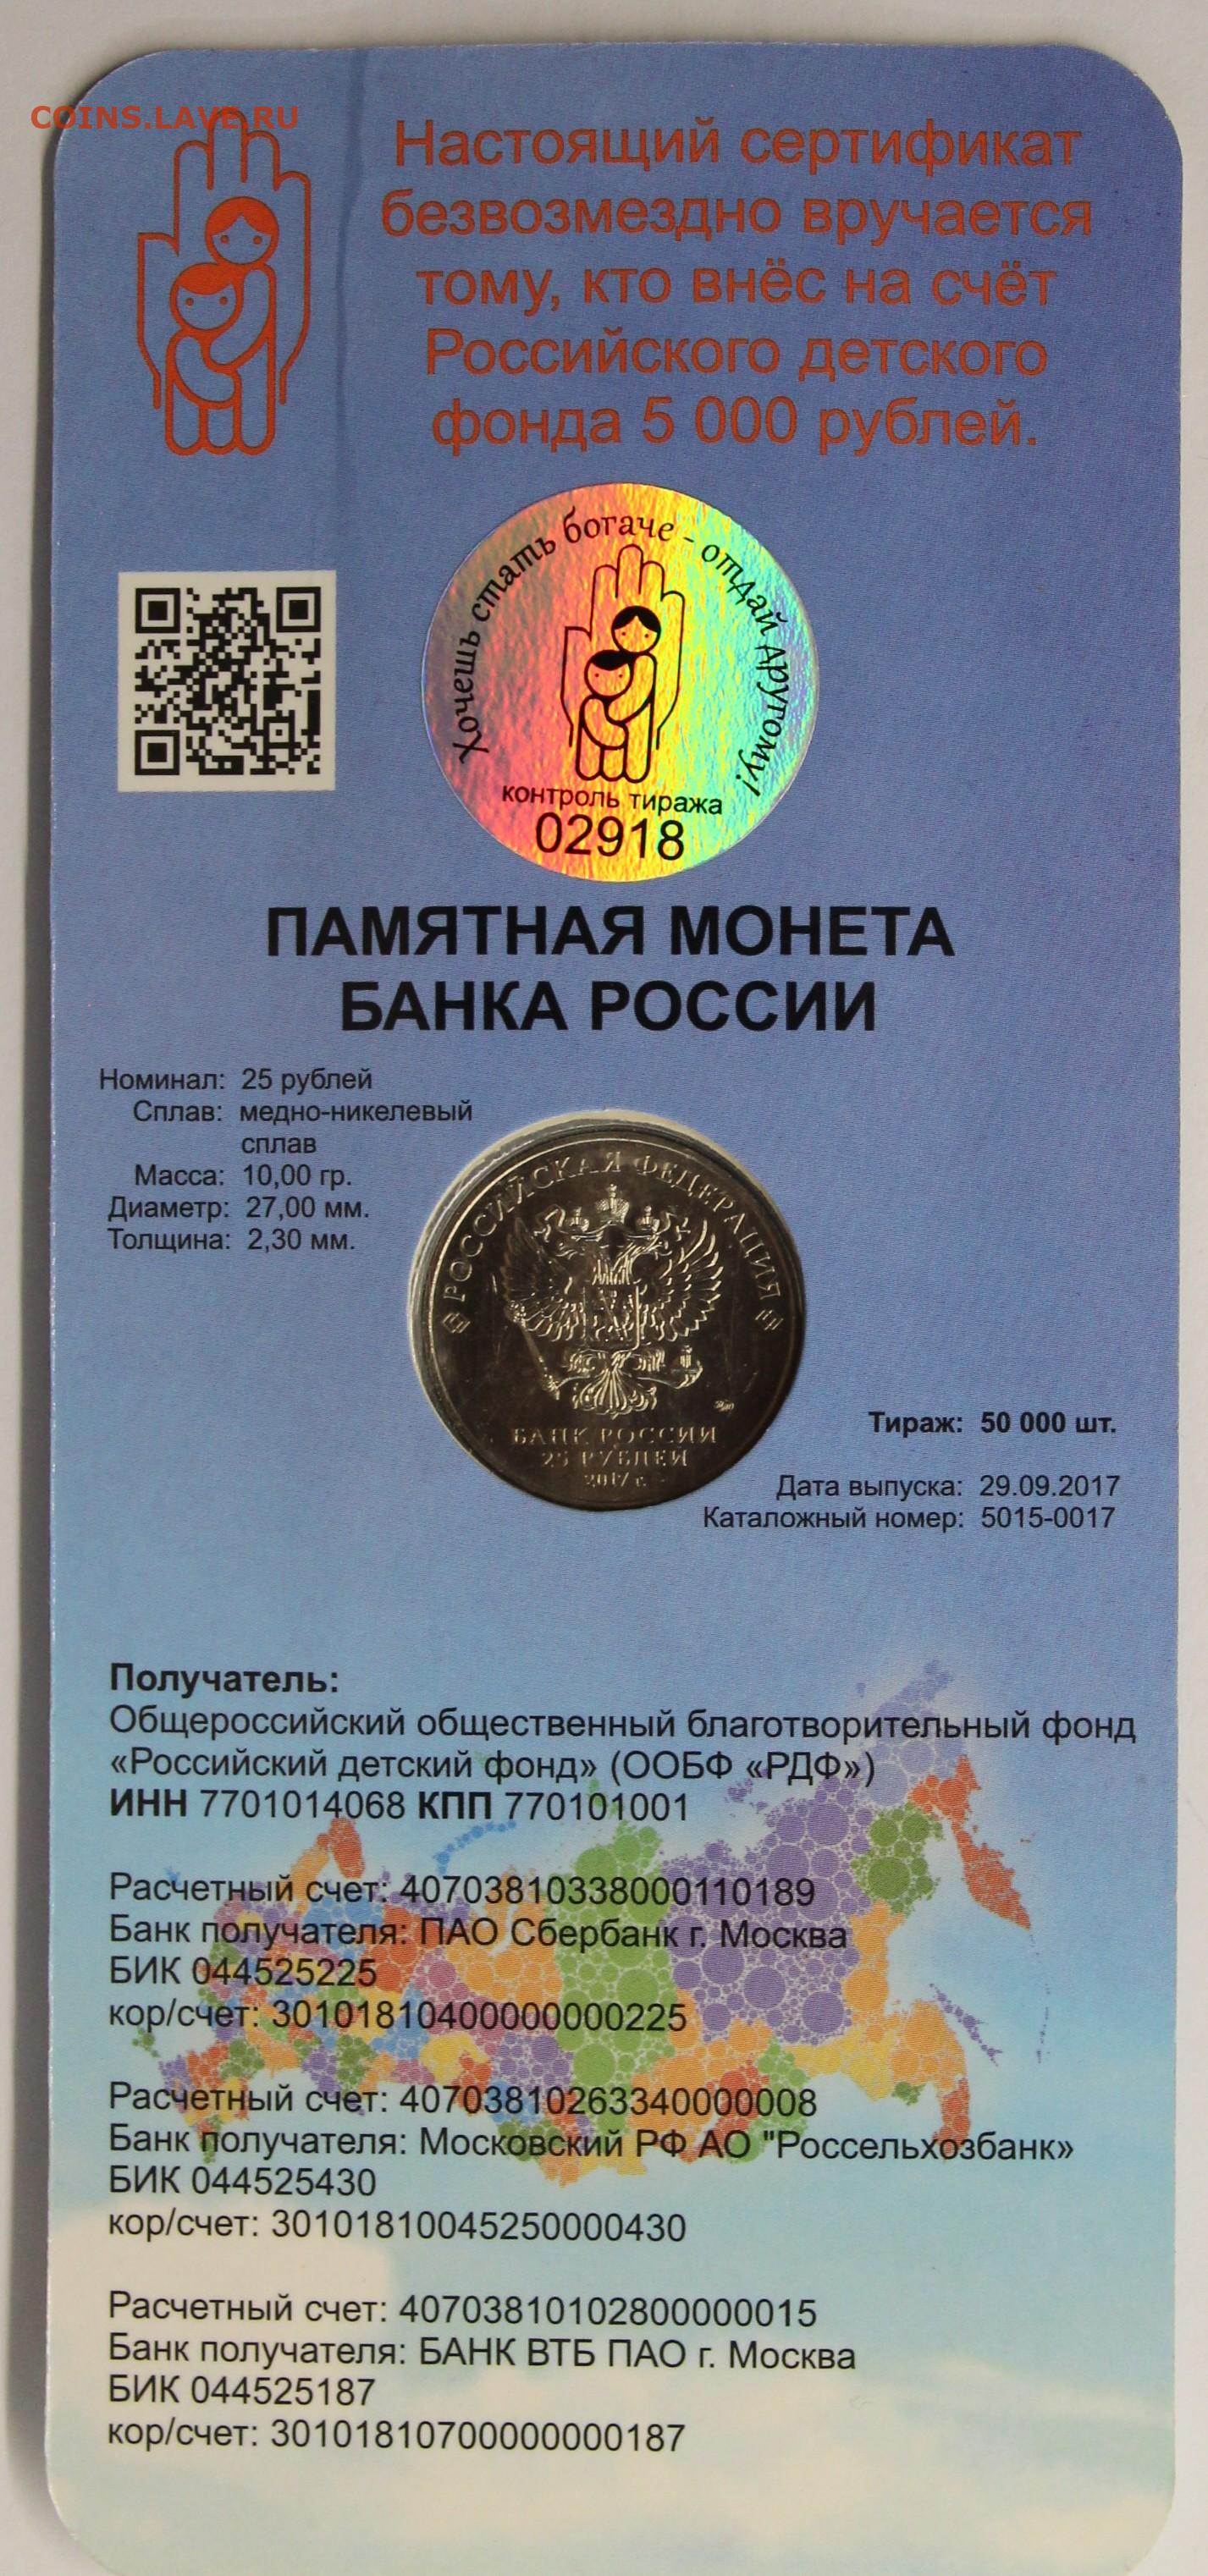 COINS.LAVE.RU
Настоящий сертификат
безвозмездно вручается
тому, кто внёс на счёт
Российского детского
фонда 5 000 рублей.
Хочешь стать богаче - отдай другому!
контроль тиража
02918
ПАМЯТНАЯ МОНЕТА
БАНКА РОССИИ
Номинал: 25 рублей
Сплав: медно-никелевый
сплав
Масса: 10,00 гр.
Диаметр: 27,00 мм.
Толщина: 2,30 мм.
РОССИЙСКАЯ ФЕДЕРАЦИЯ
БАНК РОССИИ
25 РУБЛЕЙ
2017 г.
Тираж: 50 000 шт.
Дата выпуска: 29.09.2017
Каталожный номер: 5015-0017
Получатель:
Общероссийский общественный благотворительный фонд
«Российский детский фонд» (ООБФ «РДФ»)
ИНН 7701014068 КПП 770101001
Расчетный счет: 40703810338000110189
Банк получателя: ПАО Сбербанк г. Москва
БИК 044525225
кор/счет: 30101810400000000225
Расчетный счет: 40703810263340000008
Банк получателя: Московский РФ АО "Россельхозбанк»
БИК 044525430
кор/счет: 30101810045250000430
Расчетный счет: 40703810102800000015
Банк получателя: БАНК ВТБ ПАО г. Москва
БИК 044525187
кор/счет: 30101810700000000187